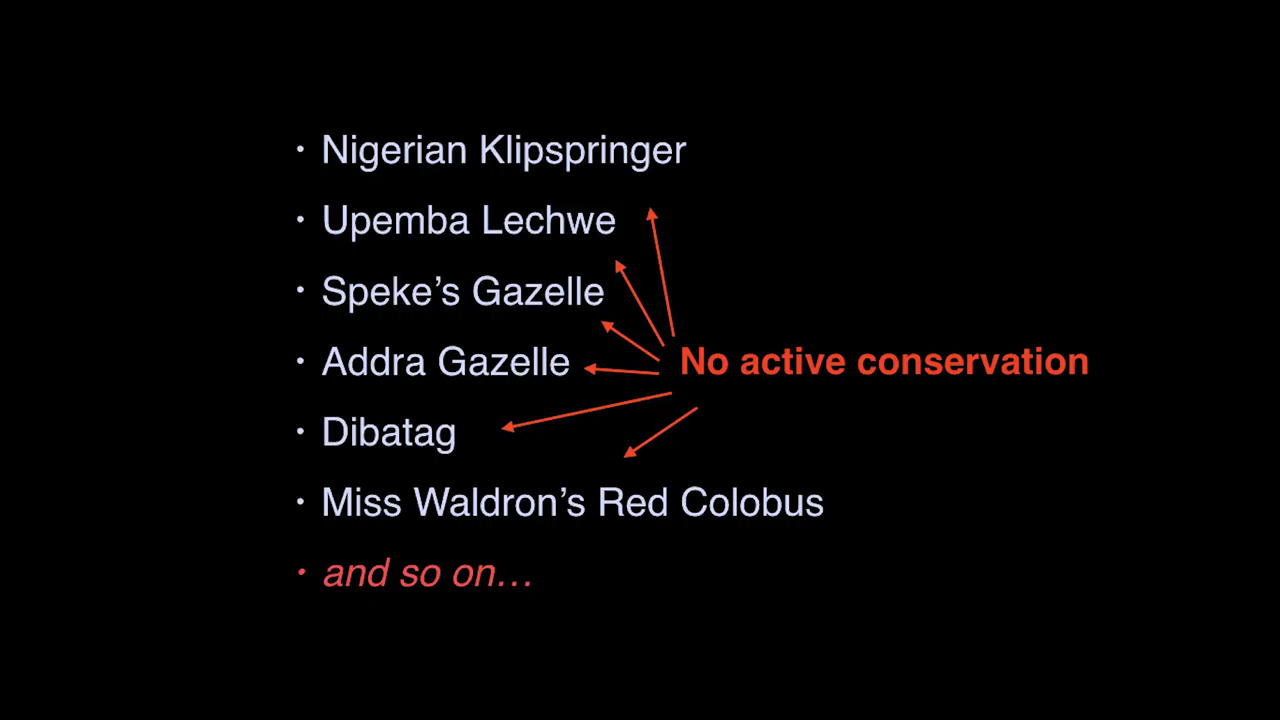 • Nigerian Klipspringer
• Upemba Lechwe
• Speke’s Gazelle
• Addra Gazelle
No active conservation
• Dibatag
• Miss Waldron’s Red Colobus
• and so on…